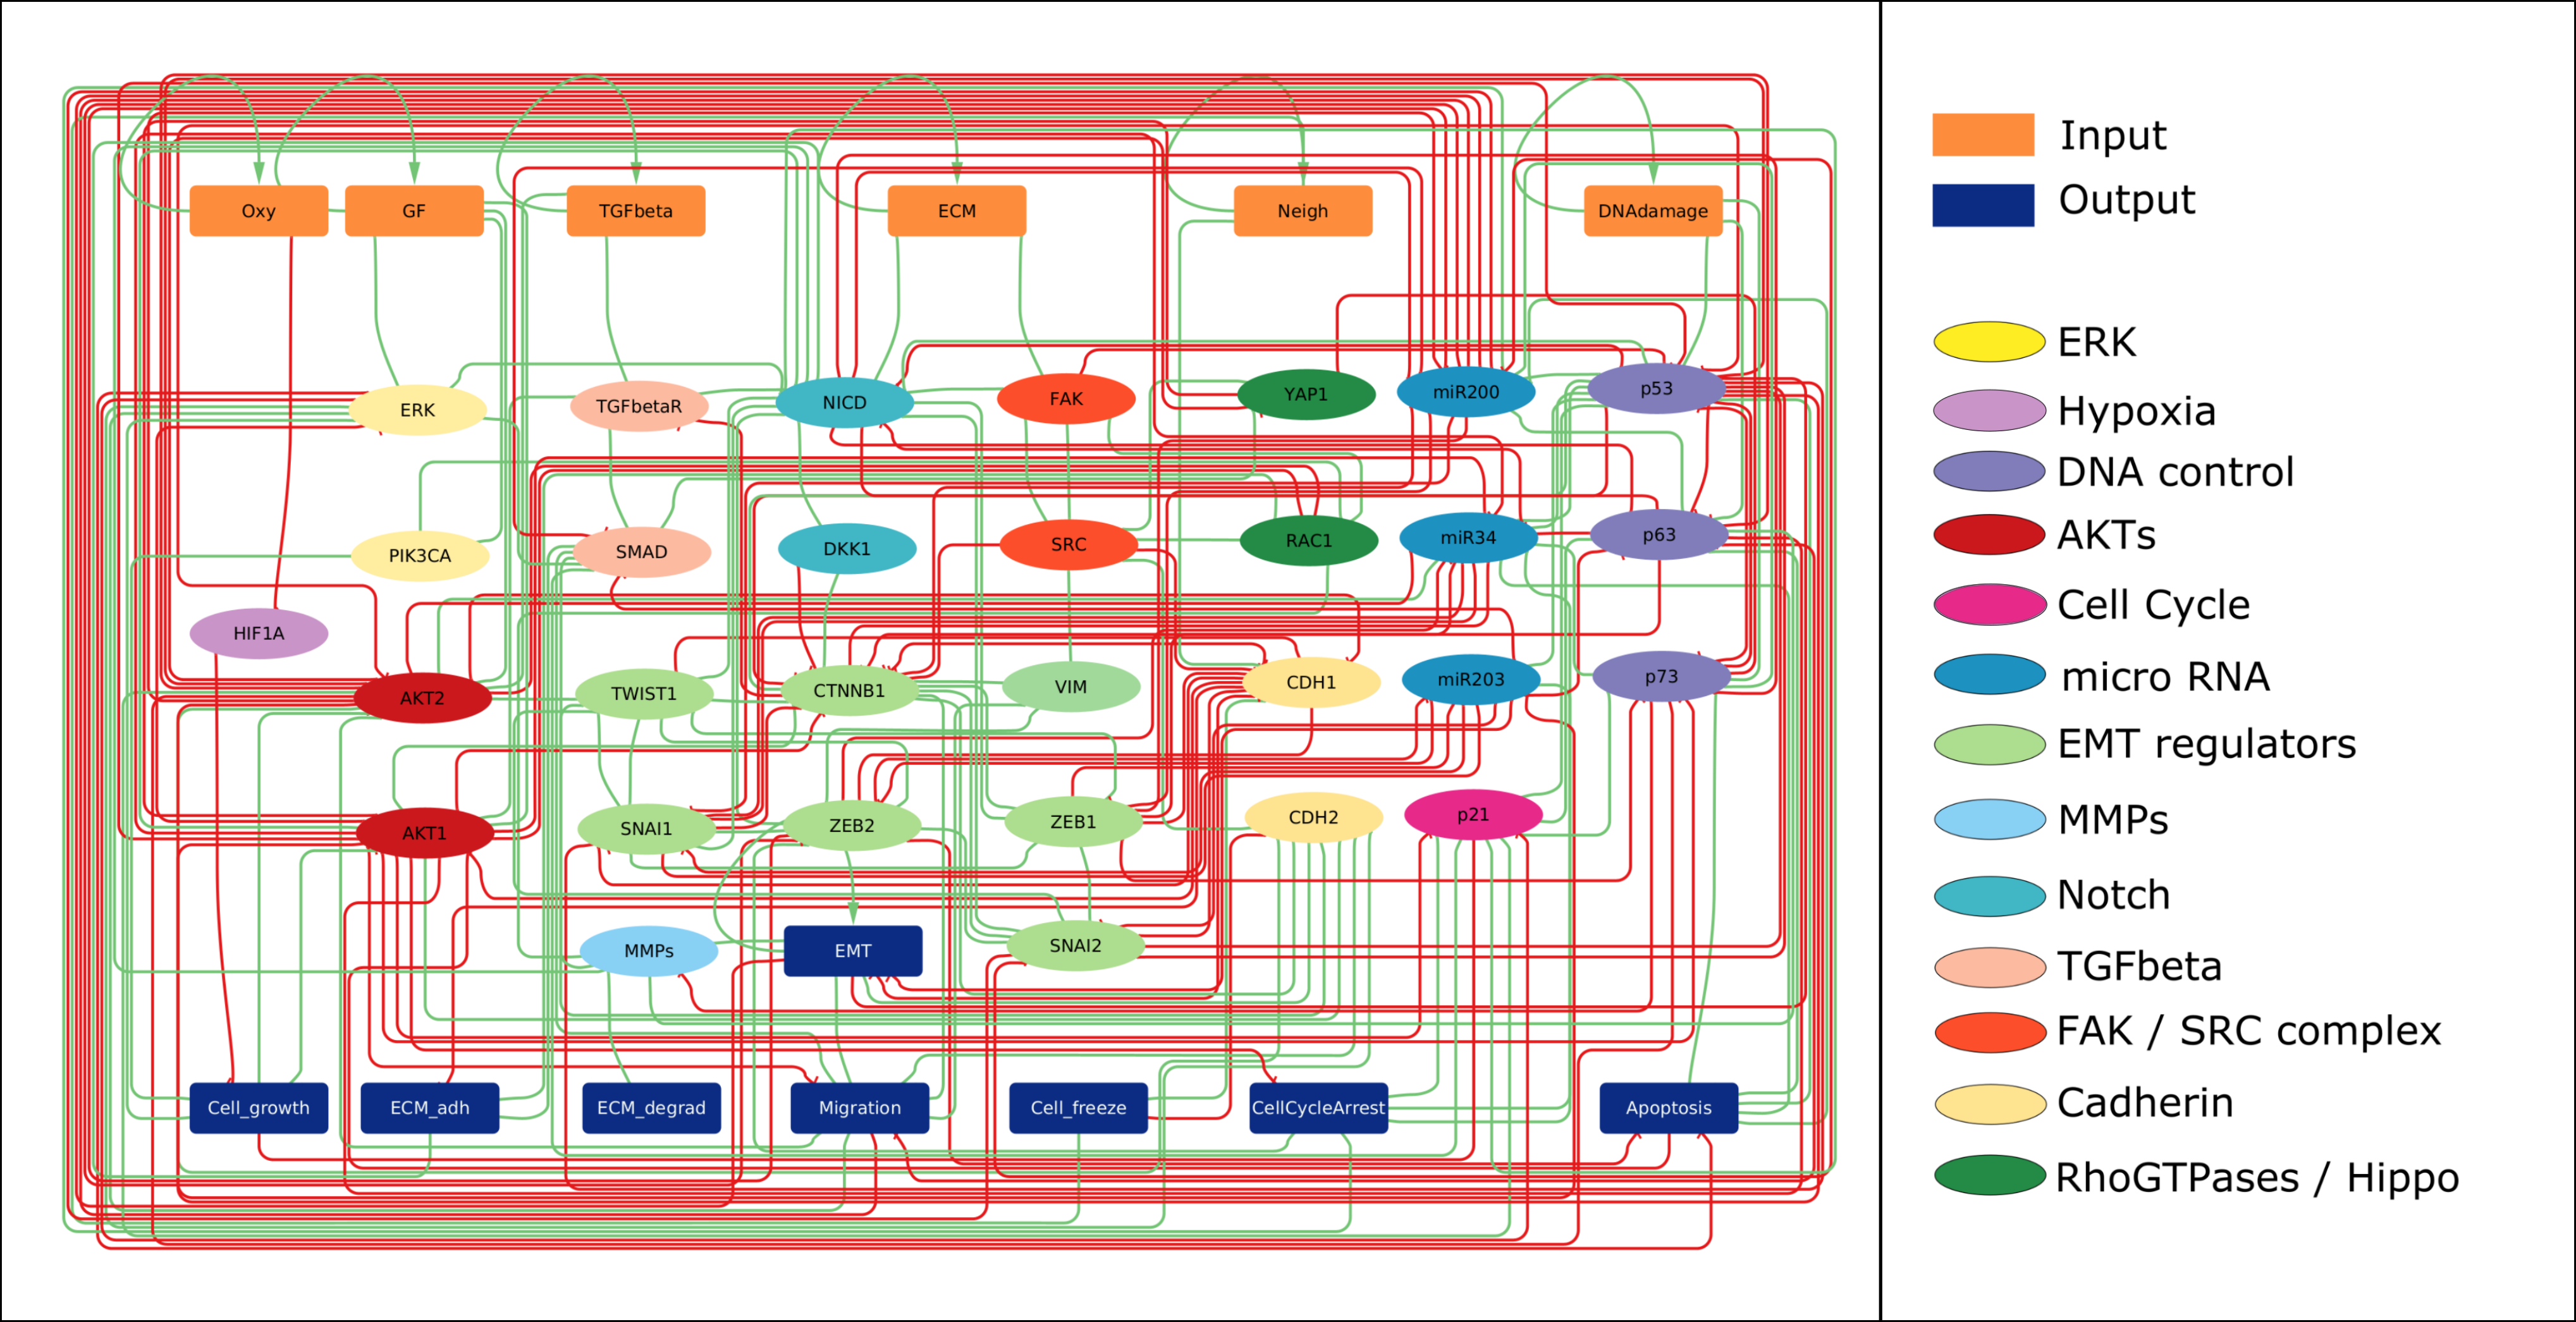 Oxy
GF
TGFbeta
ECM
Neigh
DNAdamage
ERK
TGFbetaR
NICD
FAK
YAP1
miR200
p53
PIK3CA
SMAD
DKK1
SRC
RAC1
miR34
p63
HIF1A
AKT2
TWIST1
CTNNB1
VIM
CDH1
miR203
p73
AKT1
SNAI1
ZEB2
ZEB1
CDH2
p21
MMPs
EMT
SNAI2
Cell_growth
ECM_adh
ECM_degrad
Migration
Cell_freeze
CellCycleArrest
Apoptosis
Input
Output
ERK
Hypoxia
DNA control
AKTs
Cell Cycle
micro RNA
EMT regulators
MMPs
Notch
TGFbeta
FAK / SRC complex
Cadherin
RhoGTPases / Hippo